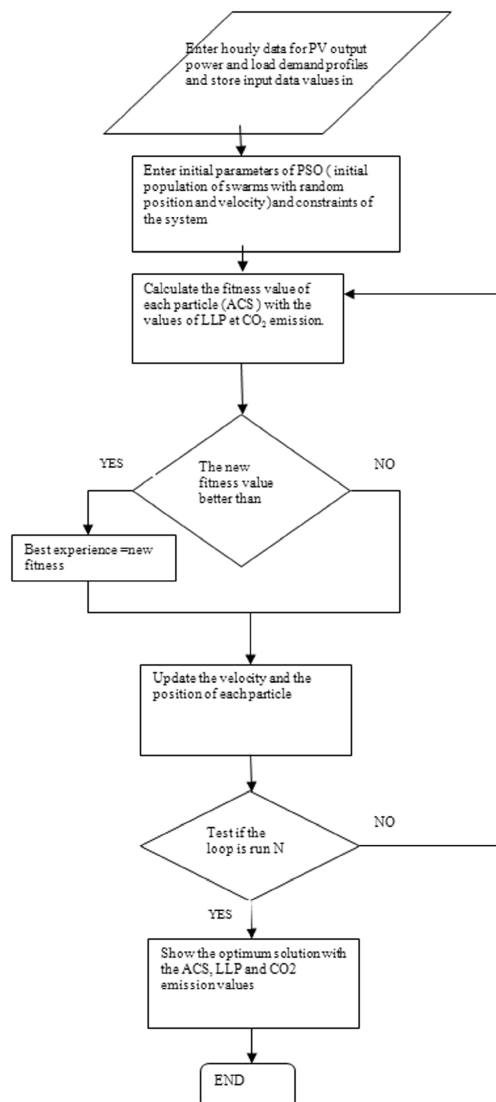 Enter hourly data for PV output
power and load demand profiles
and store input data values in
Enter initial parameters of PSO ( initial
population of swarms with random
position and velocity)and constraints of
the system
Calculate the fitness value of
each particle (ACS ) with the
values of LLP et CO₂ emission.
YES
The new
fitness value
better than
NO
Best experience =new
fitness
Update the velocity and the
position of each particle
NO
Test if the
loop is run N
YES
Show the optimum solution with
the ACS, LLP and CO2
emission values
END